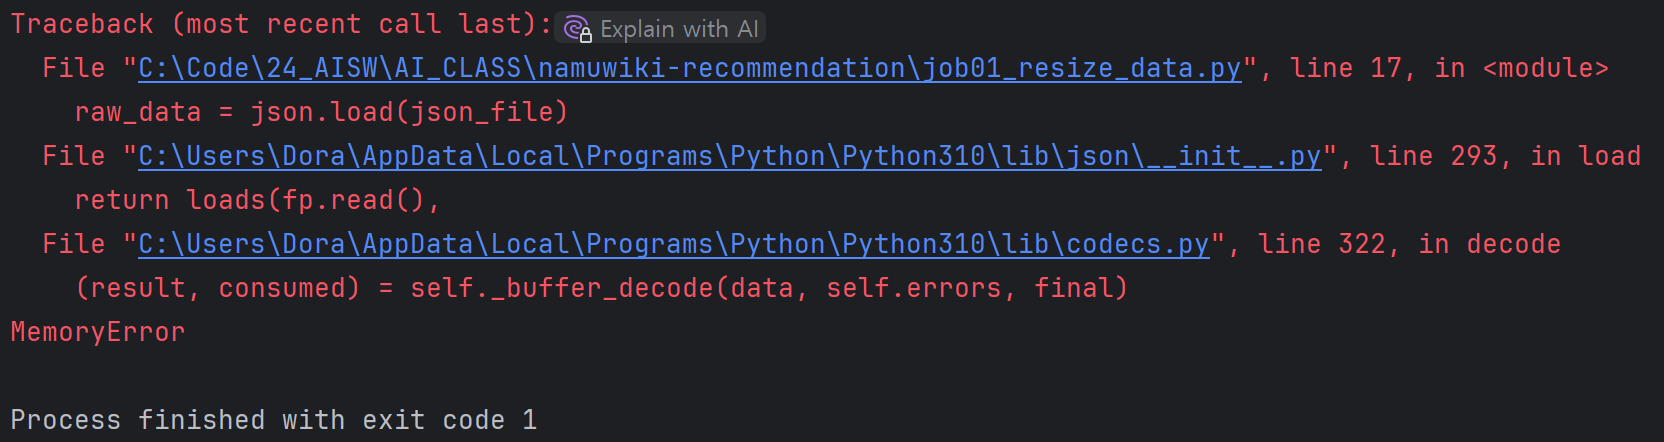 Traceback (most recent call last): Explain with AI
  File "C:\Code\24_AISW\AI_CLASS\namuwiki-recommendation\job01_resize_data.py", line 17, in <module>
    raw_data = json.load(json_file)
  File "C:\Users\Dora\AppData\Local\Programs\Python\Python310\lib\json\__init__.py", line 293, in load
    return loads(fp.read(),
  File "C:\Users\Dora\AppData\Local\Programs\Python\Python310\lib\codecs.py", line 322, in decode
    (result, consumed) = self._buffer_decode(data, self.errors, final)
MemoryError
Process finished with exit code 1